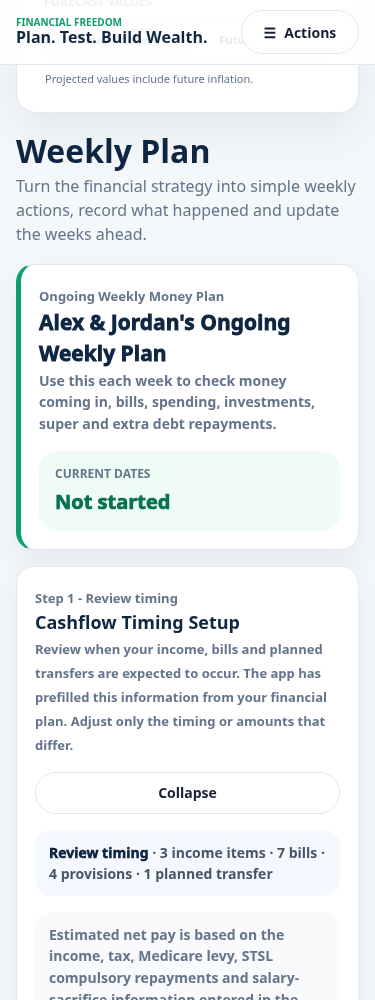 FORECAST VALUES
FINANCIAL FREEDOM
Plan. Test. Build Wealth.
☰ Actions
Projected values include future inflation.
Weekly Plan
Turn the financial strategy into simple weekly
actions, record what happened and update
the weeks ahead.
Ongoing Weekly Money Plan
Alex & Jordan's Ongoing
Weekly Plan
Use this each week to check money
coming in, bills, spending, investments,
super and extra debt repayments.
CURRENT DATES
Not started
Step 1 - Review timing
Cashflow Timing Setup
Review when your income, bills and planned
transfers are expected to occur. The app has
prefilled this information from your financial
plan. Adjust only the timing or amounts that
differ.
Collapse
Review timing · 3 income items · 7 bills ·
4 provisions · 1 planned transfer
Estimated net pay is based on the
income, tax, Medicare levy, STSL
compulsory repayments and salary-
sacrifice information entered in the